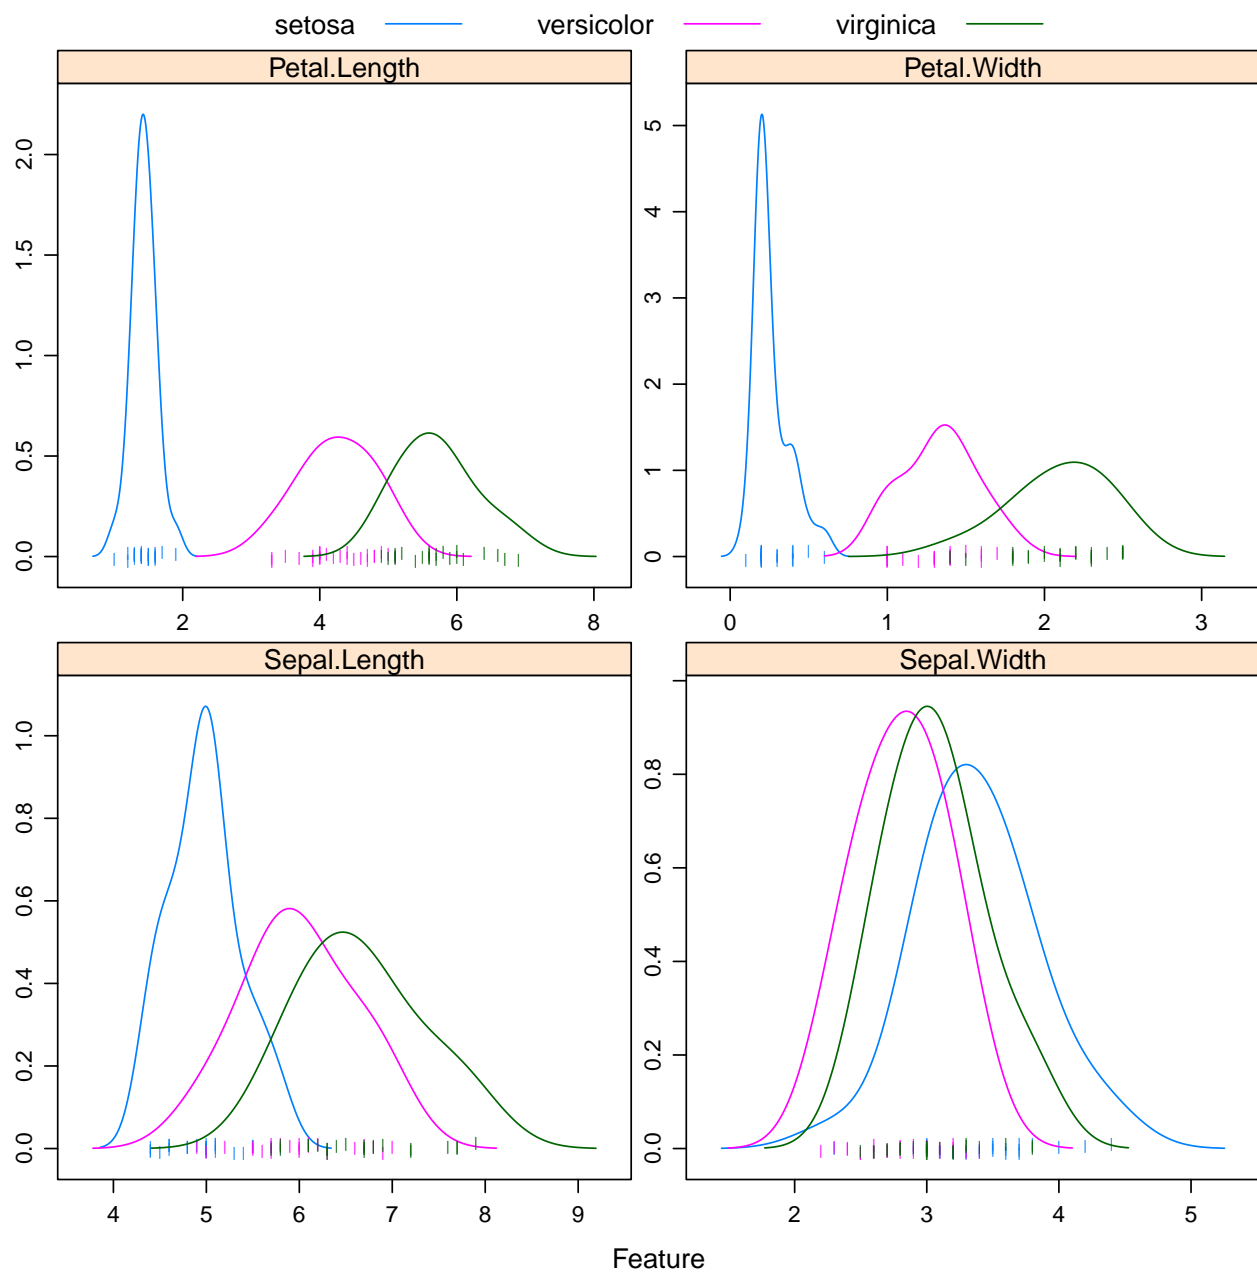 setosa versicolor virginica
Petal.Length
0.0 0.5 1.0 1.5 2.0
2 4 6 8
Petal.Width
0 1 2 3 4 5
0 1 2 3
Sepal.Length
0.0 0.2 0.4 0.6 0.8 1.0
4 5 6 7 8 9
Sepal.Width
0.0 0.2 0.4 0.6 0.8
2 3 4 5
Feature